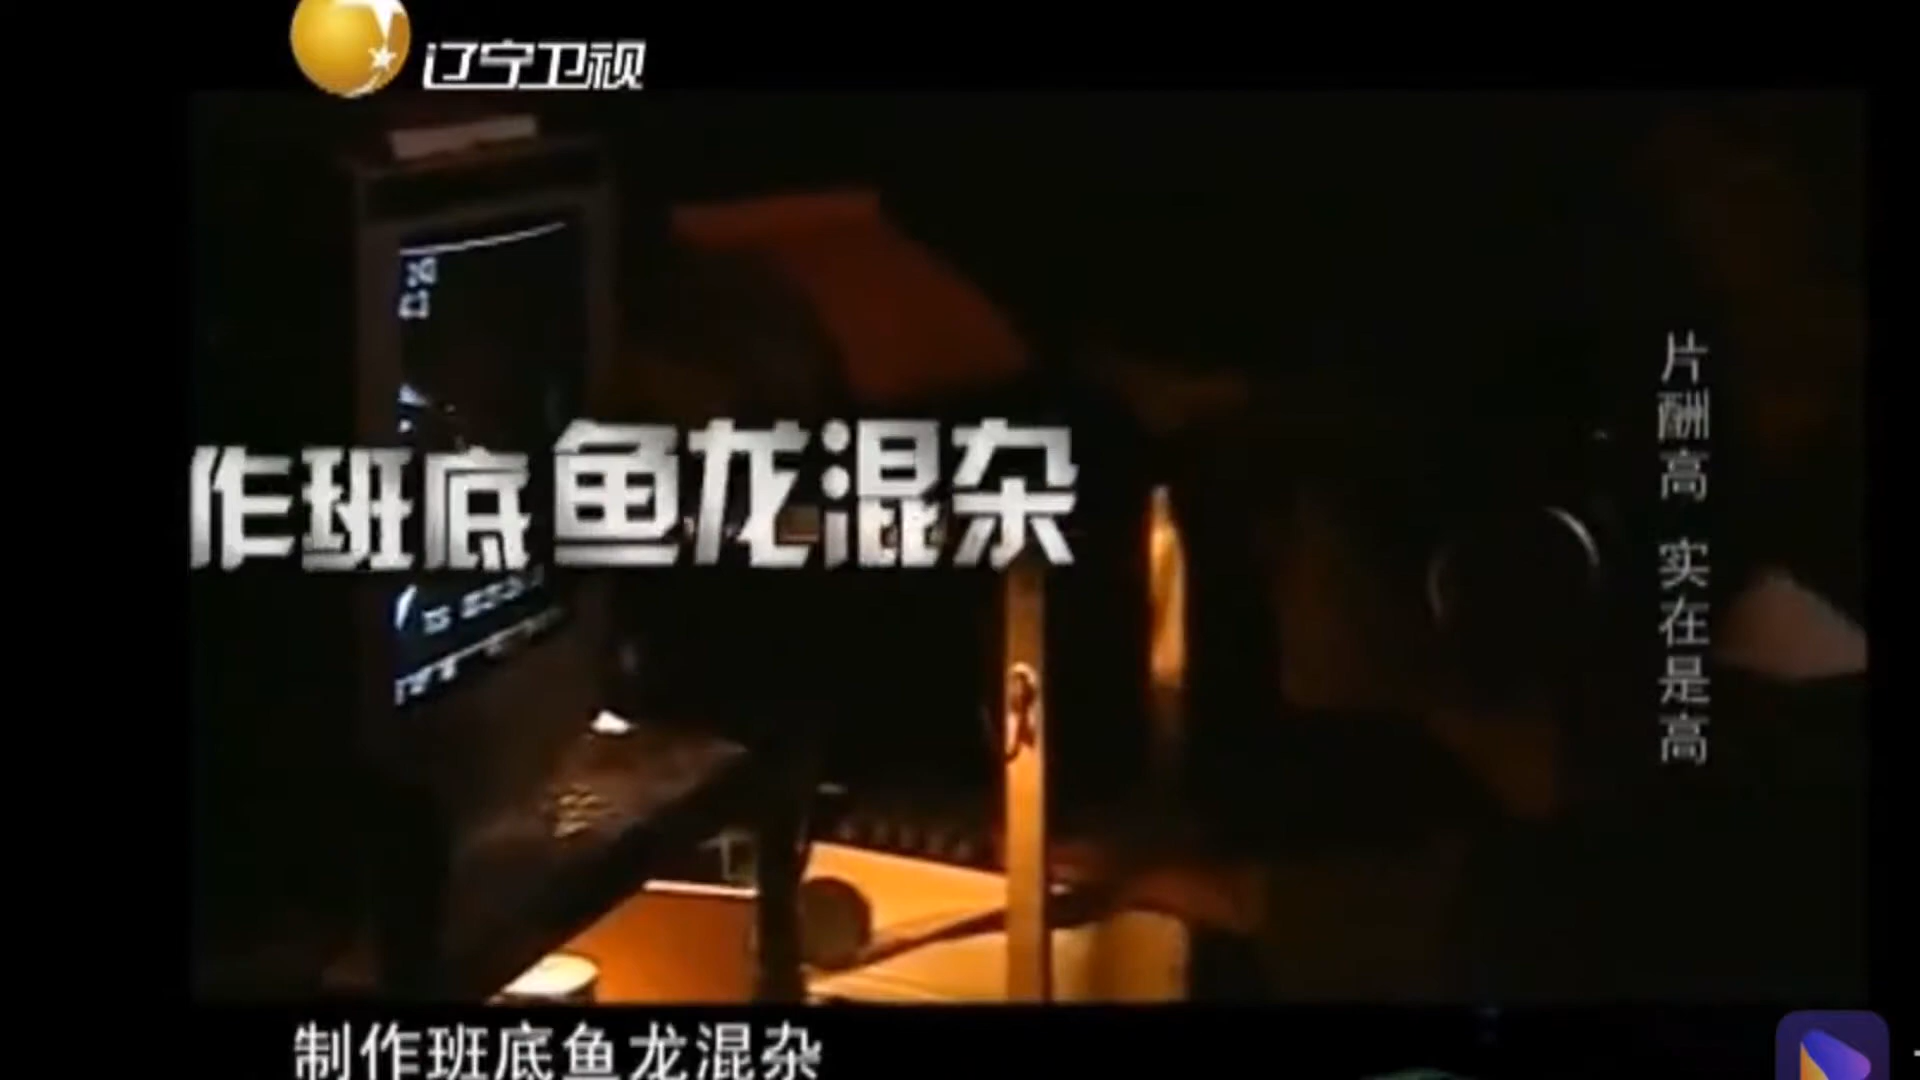 辽宁卫视
作班底鱼龙混杂
片酬高 实在是高
制作班底鱼龙混杂